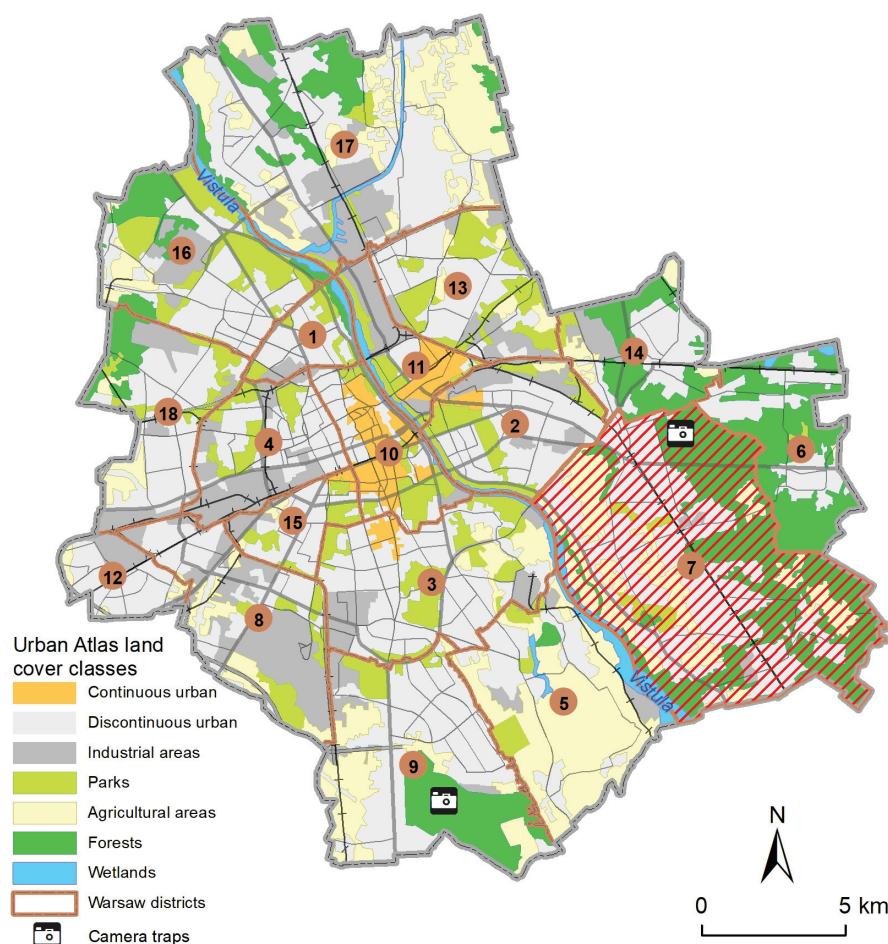 17
Vistula
16
13
1
14
11
18
4
2
10
6
15
7
12
3
8
5
Vistula
9
Urban Atlas land
cover classes
Continuous urban
Discontinuous urban
Industrial areas
Parks
Agricultural areas
Forests
Wetlands
Warsaw districts
Camera traps
N
0 5 km